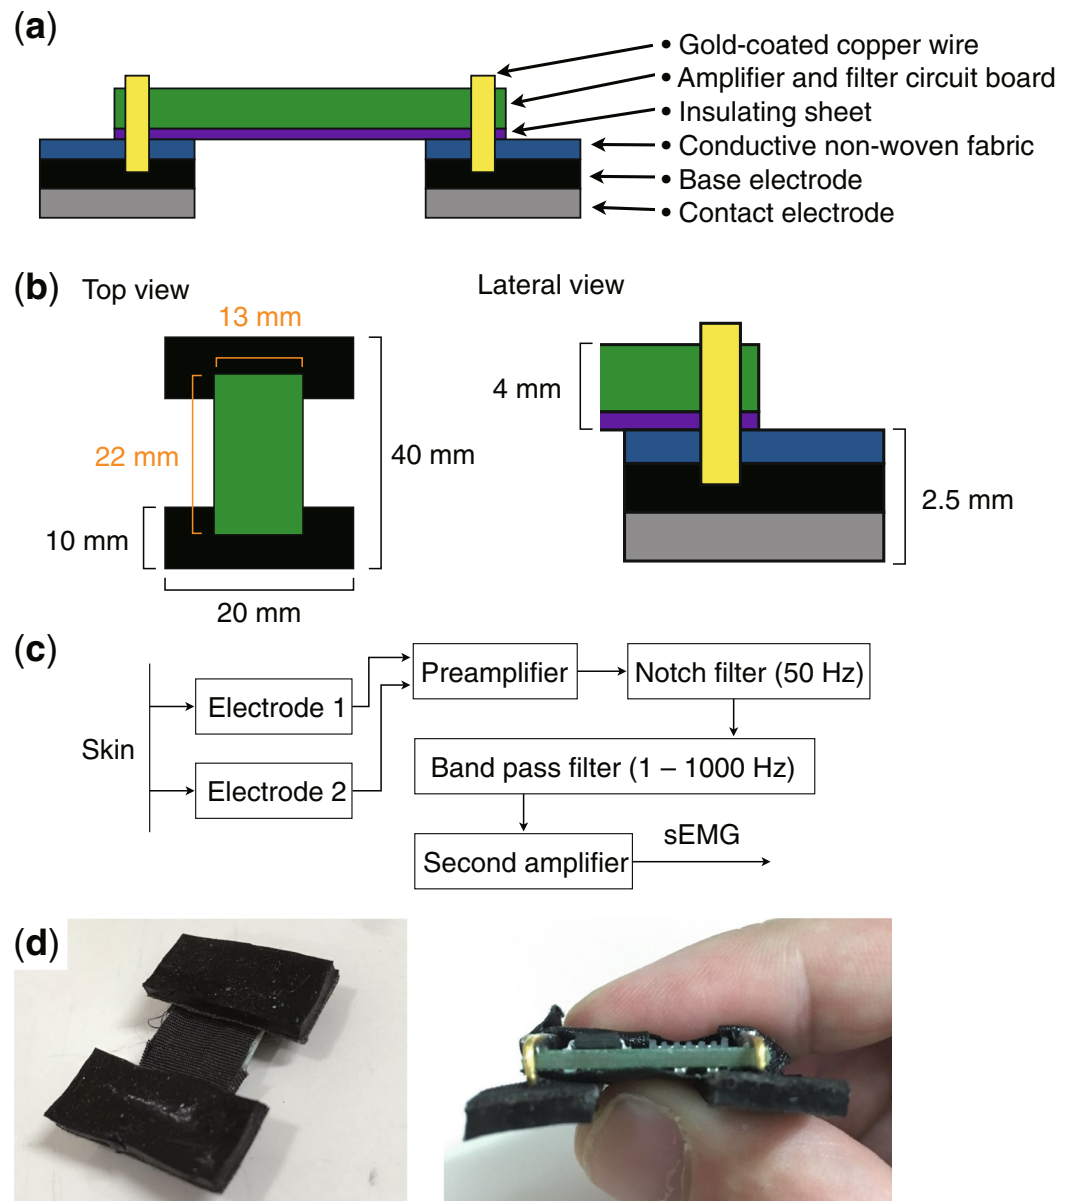 (a)
• Gold-coated copper wire
• Amplifier and filter circuit board
• Insulating sheet
• Conductive non-woven fabric
• Base electrode
• Contact electrode
(b)
Top view
Lateral view
13 mm
4 mm
22 mm
40 mm
2.5 mm
10 mm
20 mm
(c)
Preamplifier
Notch filter (50 Hz)
Electrode 1
Skin
Band pass filter (1 – 1000 Hz)
Electrode 2
sEMG
Second amplifier
(d)